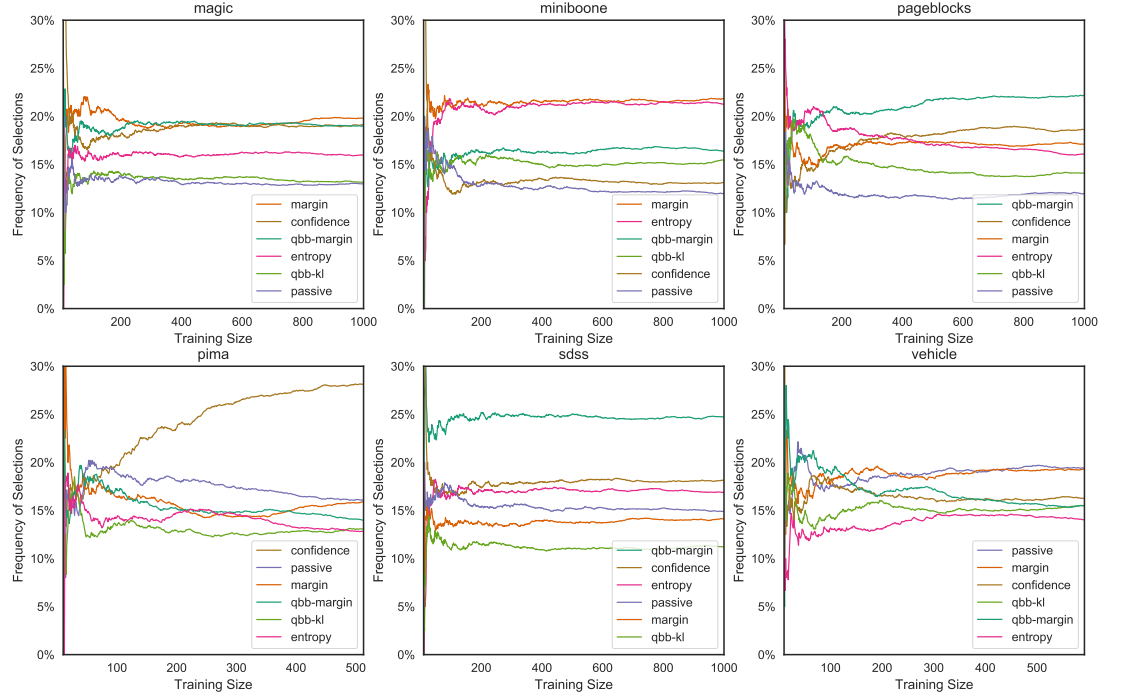 magic
30%
25%
20%
15%
10%
5%
0%
Frequency of Selections
200
400
600
800
1000
Training Size
margin
confidence
qbb-margin
entropy
qbb-kl
passive
miniboone
30%
25%
20%
15%
10%
5%
0%
Frequency of Selections
200
400
600
800
1000
Training Size
margin
entropy
qbb-margin
qbb-kl
confidence
passive
pageblocks
30%
25%
20%
15%
10%
5%
0%
Frequency of Selections
200
400
600
800
1000
Training Size
qbb-margin
confidence
margin
entropy
qbb-kl
passive
pima
30%
25%
20%
15%
10%
5%
0%
Frequency of Selections
100
200
300
400
500
Training Size
confidence
passive
margin
qbb-margin
qbb-kl
entropy
sdss
30%
25%
20%
15%
10%
5%
0%
Frequency of Selections
200
400
600
800
1000
Training Size
qbb-margin
confidence
entropy
passive
margin
qbb-kl
vehicle
30%
25%
20%
15%
10%
5%
0%
Frequency of Selections
100
200
300
400
500
Training Size
passive
margin
confidence
qbb-kl
qbb-margin
entropy